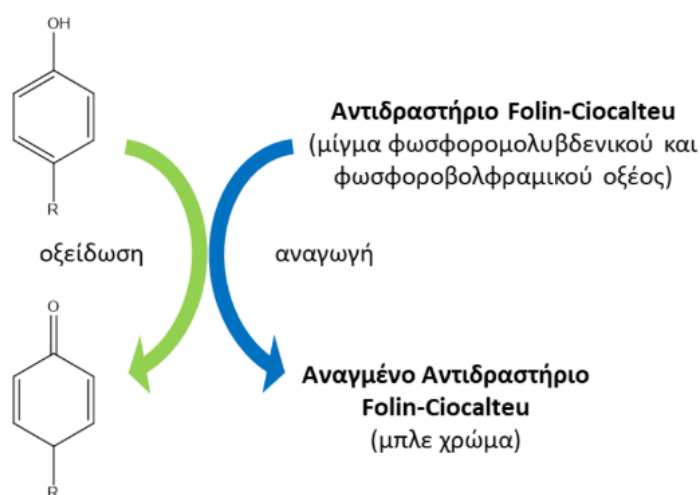 OH
R
Αντιδραστήριο Folin-Ciocalteu
(μίγμα φωσφορομολυβδενικού και
φωσφοροβολφραμικού οξέος)
οξείδωση
αναγωγή
O
R
Αναγμένο Αντιδραστήριο
Folin-Ciocalteu
(μπλε χρώμα)